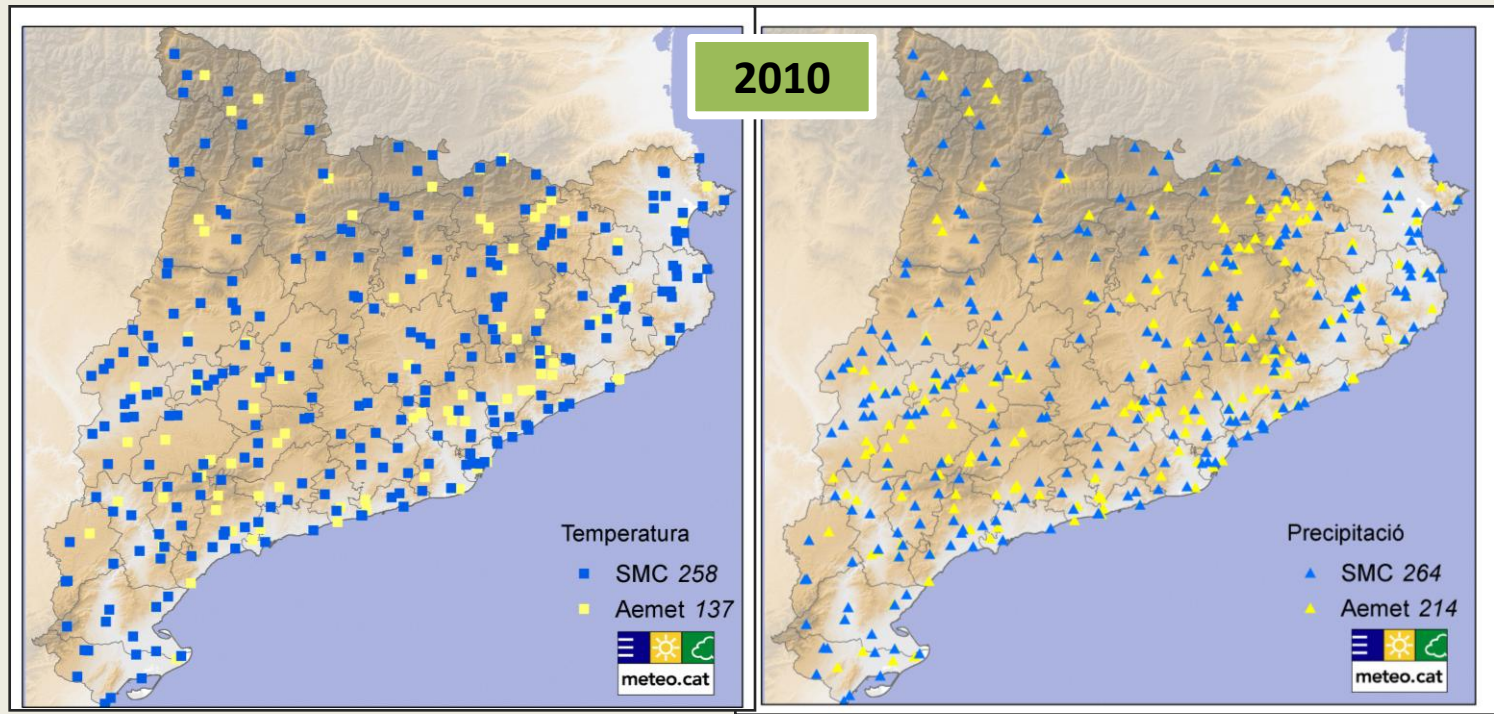 2010
Temperatura
SMC 258
Aemet 137
meteo.cat
Precipitació
SMC 264
Aemet 214
meteo.cat